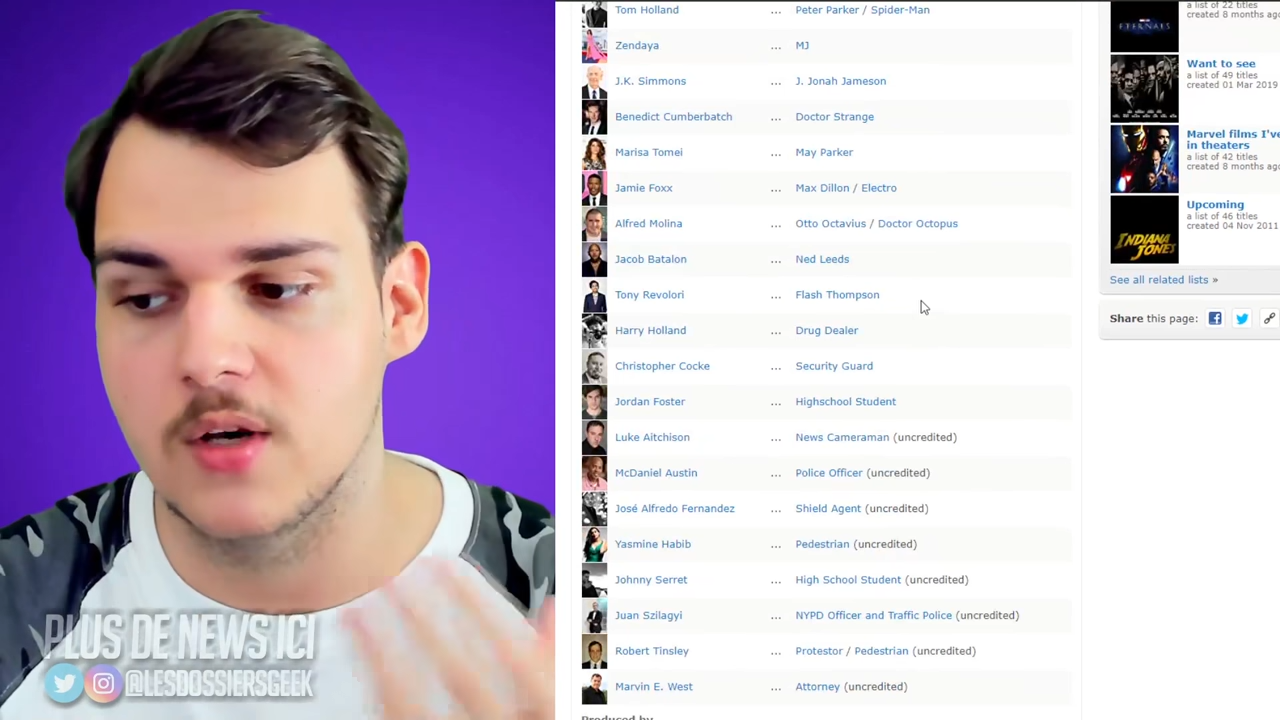 Tom Holland ... Peter Parker / Spider-Man
Zendaya ... MJ
J.K. Simmons ... J. Jonah Jameson
Benedict Cumberbatch ... Doctor Strange
Marisa Tomei ... May Parker
Jamie Foxx ... Max Dillon / Electro
Alfred Molina ... Otto Octavius / Doctor Octopus
Jacob Batalon ... Ned Leeds
Tony Revolori ... Flash Thompson
Harry Holland ... Drug Dealer
Christopher Cocke ... Security Guard
Jordan Foster ... Highschool Student
Luke Aitchison ... News Cameraman (uncredited)
McDaniel Austin ... Police Officer (uncredited)
José Alfredo Fernandez ... Shield Agent (uncredited)
Yasmine Habib ... Pedestrian (uncredited)
Johnny Serret ... High School Student (uncredited)
Juan Szilagyi ... NYPD Officer and Traffic Police (uncredited)
Robert Tinsley ... Protestor / Pedestrian (uncredited)
Marvin E. West ... Attorney (uncredited)
a list of 22 titles
created 8 months ago
ETERNALS
Want to see
a list of 49 titles
created 01 Mar 2019
Marvel films I've
in theaters
a list of 42 titles
created 8 months ago
Upcoming
a list of 46 titles
created 04 Nov 2011
INDIANA
JONES
See all related lists »
Share this page:
PLUS DE NEWS ICI
@LESDOSSIERSGEEK